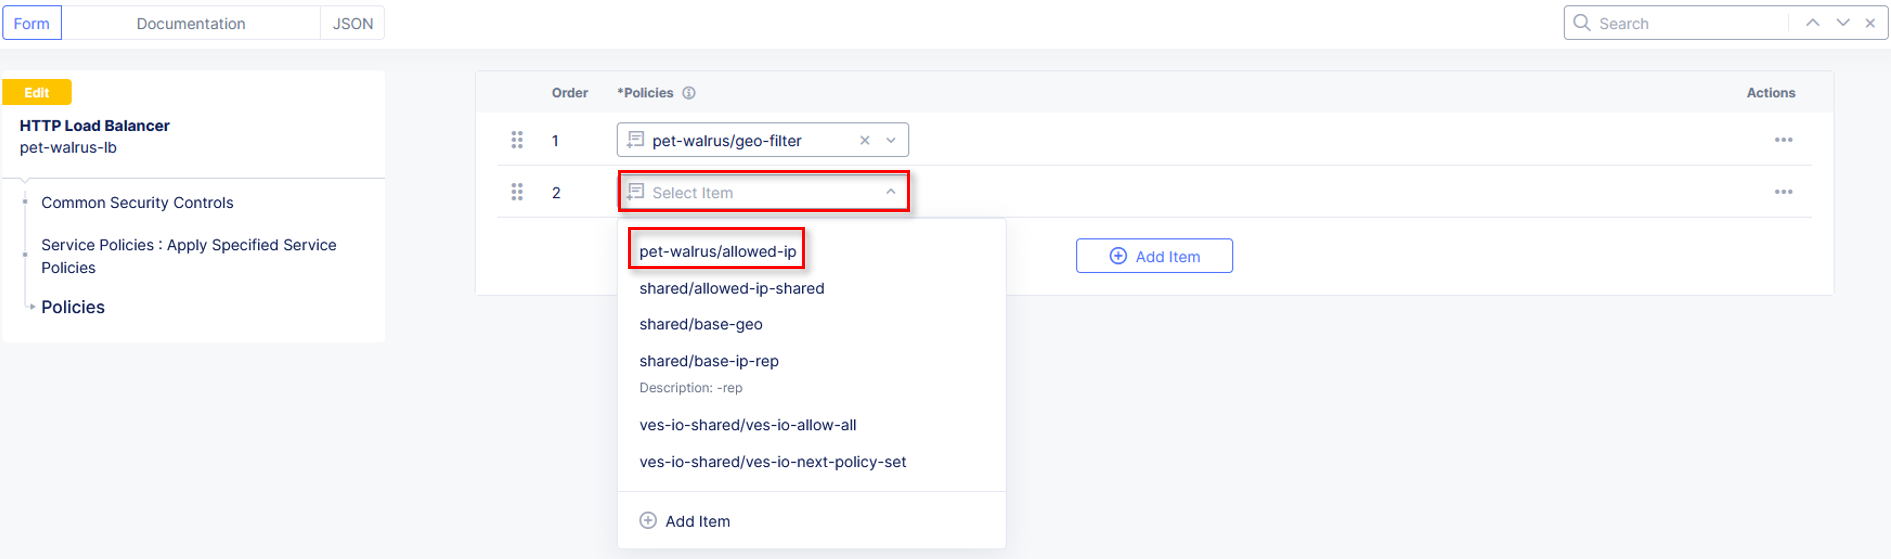 Form Documentation JSON Search
Edit
HTTP Load Balancer
pet-walrus-lb
Common Security Controls
Service Policies : Apply Specified Service
Policies
Policies
Order *Policies Actions
1 pet-walrus/geo-filter
2 Select Item
pet-walrus/allowed-ip
shared/allowed-ip-shared
shared/base-geo
shared/base-ip-rep
Description: -rep
ves-io-shared/ves-io-allow-all
ves-io-shared/ves-io-next-policy-set
Add Item
Add Item